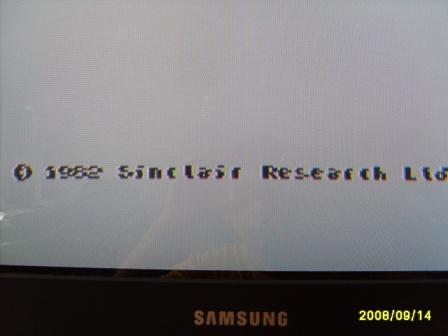 © 1982 Sinclair Research Ltd
SAMSUNG
2008/09/14